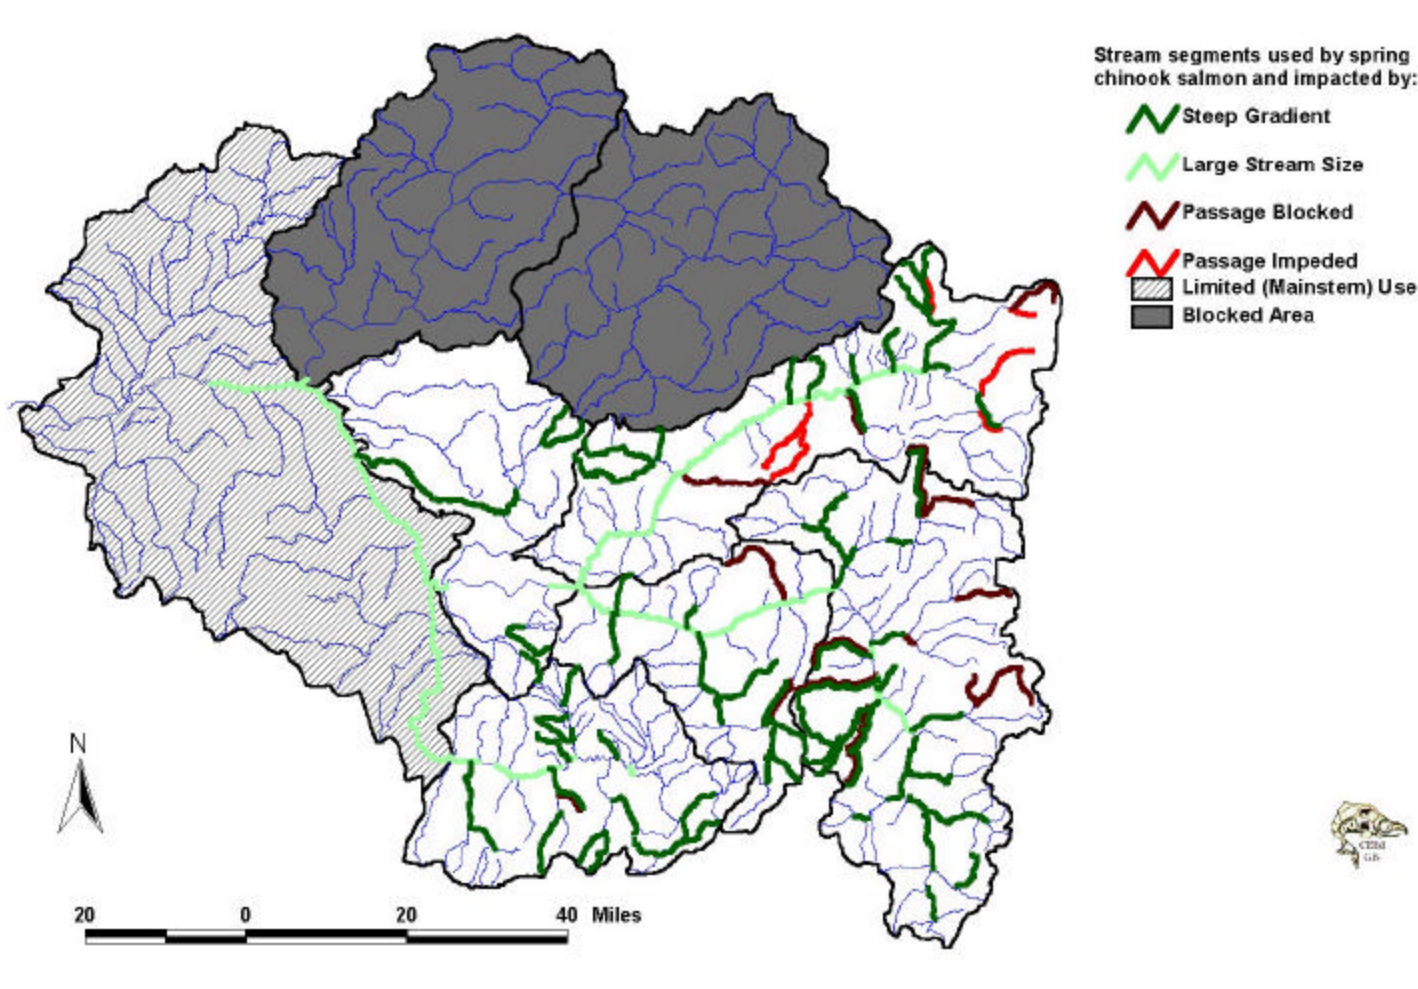 Stream segments used by spring
chinook salmon and impacted by:
Steep Gradient
Large Stream Size
Passage Blocked
Passage Impeded
Limited (Mainstem) Use
Blocked Area
N
20 0 20 40 Miles